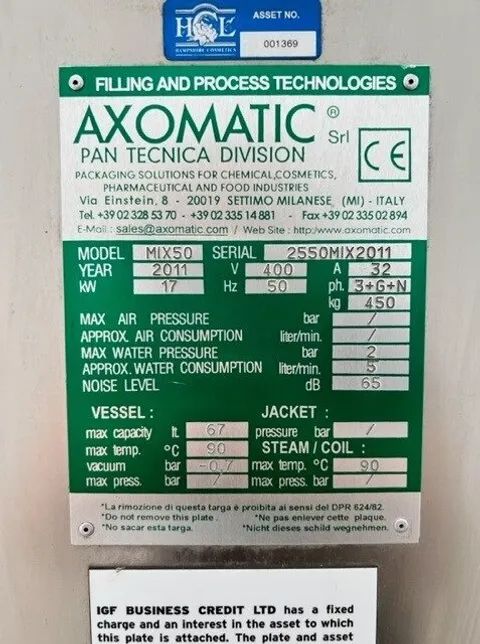 HCL
HAMPSHIRE COSMETICS
ASSET NO.
001369
FILLING AND PROCESS TECHNOLOGIES
AXOMATIC ® Srl
CE
PAN TECNICA DIVISION
PACKAGING SOLUTIONS FOR CHEMICAL,COSMETICS,
PHARMACEUTICAL AND FOOD INDUSTRIES
Via Einstein, 8 - 20019 SETTIMO MILANESE, (MI) - ITALY
Tel. +39 02 328 53 70 - +39 02 335 14 881 - Fax +39 02 335 02 894
E-Mail : sales@axomatic.com / Web Site : http:/www.axomatic.com
MODEL MIX50 SERIAL 2550MIX2011
YEAR 2011 V 400 A 32
kW 17 Hz 50 ph. 3+G+N
kg 450
MAX AIR PRESSURE bar /
APPROX. AIR CONSUMPTION liter/min. /
MAX WATER PRESSURE bar 2
APPROX. WATER CONSUMPTION liter/min. 5
NOISE LEVEL dB 65
VESSEL : JACKET :
max capacity lt. 67 pressure bar /
max temp. °C 90 STEAM / COIL :
vacuum bar -0,7 max temp. °C 90
max press. bar / max press. bar /
*La rimozione di questa targa è proibita ai sensi del DPR 624/82.
*Do not remove this plate. *Ne pas enlever cette plaque.
*No sacar esta targa. *Nicht dieses schild wegnehmen.
IGF BUSINESS CREDIT LTD has a fixed
charge and an interest in the asset to which
this plate is attached. The plate and asset